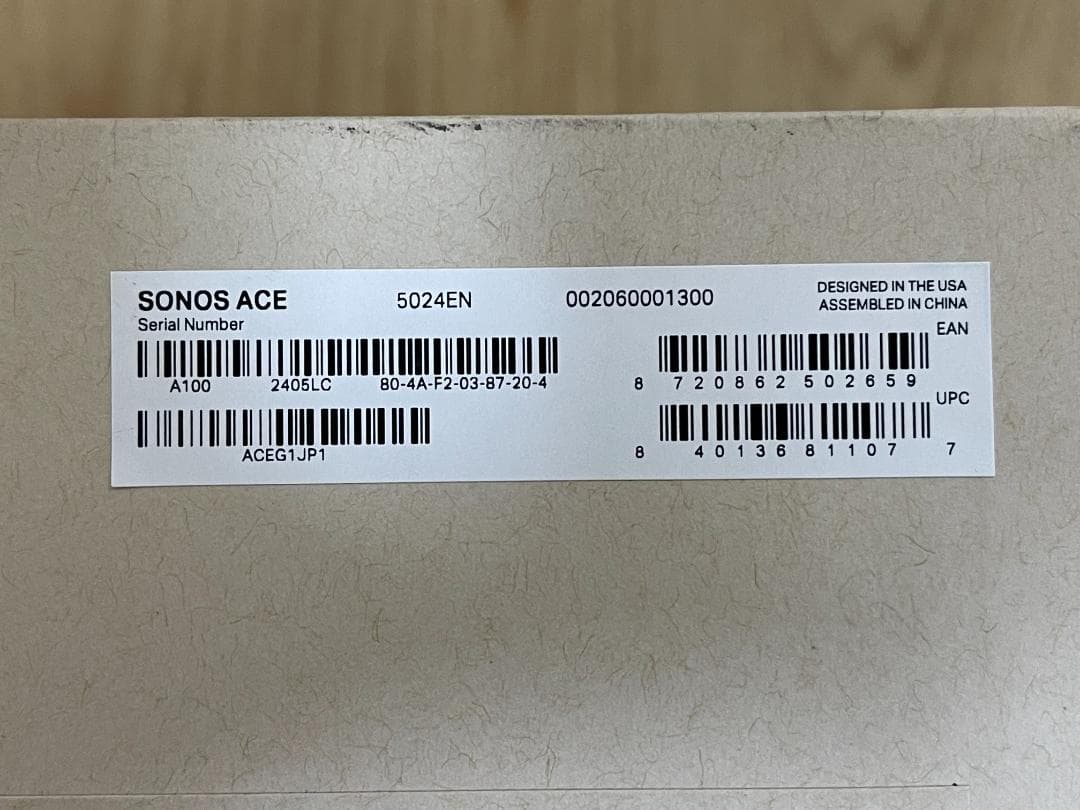 SONOS ACE 5024EN 002060001300
DESIGNED IN THE USA
ASSEMBLED IN CHINA
Serial Number
A100 2405LC 80-4A-F2-03-87-20-4
ACEG1JP1
EAN
8 720862 502659
UPC
8 40136 81107 7